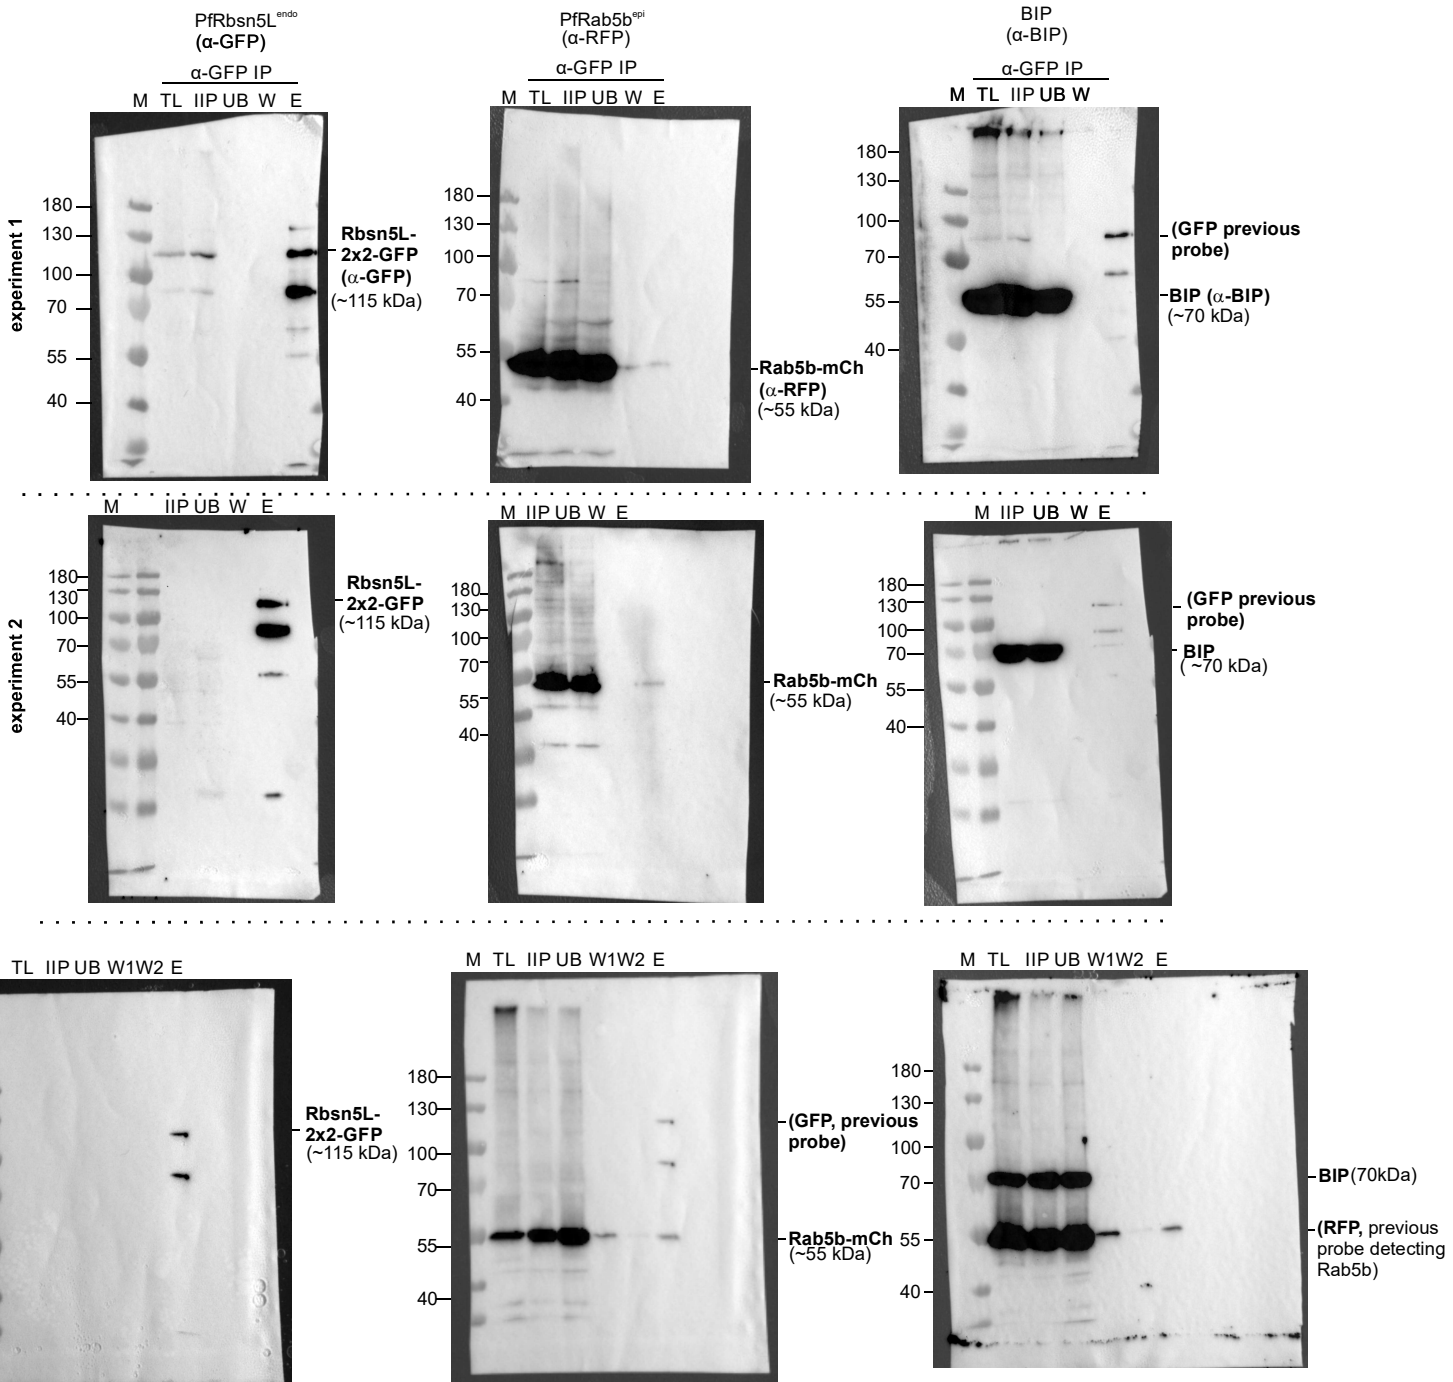 PfRbsn5Lendo
(α-GFP)
α-GFP IP
M TL IIP UB W E
180
130
100
70
55
40
Rbsn5L-
2x2-GFP
(α-GFP)
(~115 kDa)
experiment 1
PfRab5bepi
(α-RFP)
α-GFP IP
M TL IIP UB W E
180
130
100
70
55
40
Rab5b-mCh
(α-RFP)
(~55 kDa)
BIP
(α-BIP)
α-GFP IP
M TL IIP UB W
180
130
100
70
55
40
(GFP previous
probe)
BIP (α-BIP)
(~70 kDa)
experiment 2
M IIP UB W E
180
130
100
70
55
40
Rbsn5L-
2x2-GFP
(~115 kDa)
M IIP UB W E
180
130
100
70
55
40
Rab5b-mCh
(~55 kDa)
M IIP UB W E
180
130
100
70
55
40
(GFP previous
probe)
BIP
( ~70 kDa)
TL IIP UB W1W2 E
Rbsn5L-
2x2-GFP
(~115 kDa)
M TL IIP UB W1W2 E
180
130
100
70
55
40
(GFP, previous
probe)
Rab5b-mCh
(~55 kDa)
M TL IIP UB W1W2 E
180
130
100
70
55
40
BIP(70kDa)
(RFP, previous
probe detecting
Rab5b)